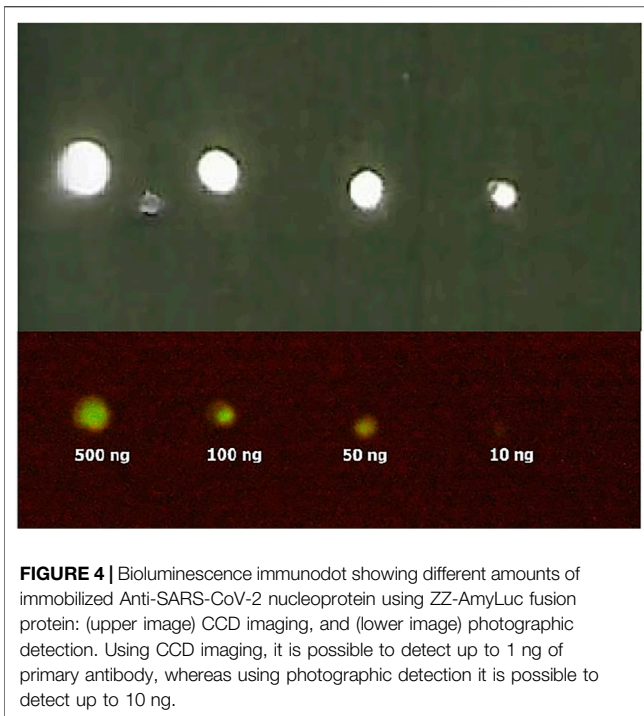 500 ng 100 ng 50 ng 10 ng
FIGURE 4 | Bioluminescence immunodot showing different amounts of
immobilized Anti-SARS-CoV-2 nucleoprotein using ZZ-AmyLuc fusion
protein: (upper image) CCD imaging, and (lower image) photographic
detection. Using CCD imaging, it is possible to detect up to 1 ng of
primary antibody, whereas using photographic detection it is possible to
detect up to 10 ng.